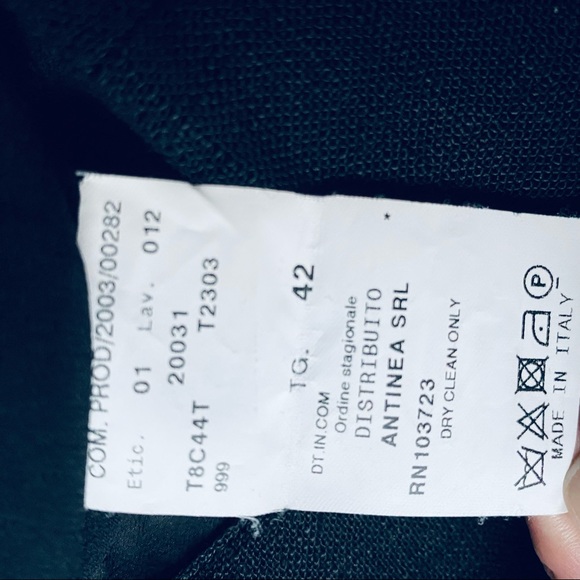 COM. PROD/2003/00282
Etic. 01 Lav. 012
20031
T8C44T T2303
999
TG. 42
DT.IN.COM
Ordine stagionale
DISTRIBUITO
*
ANTINEA SRL
RN103723
DRY CLEAN ONLY
P
MADE IN ITALY